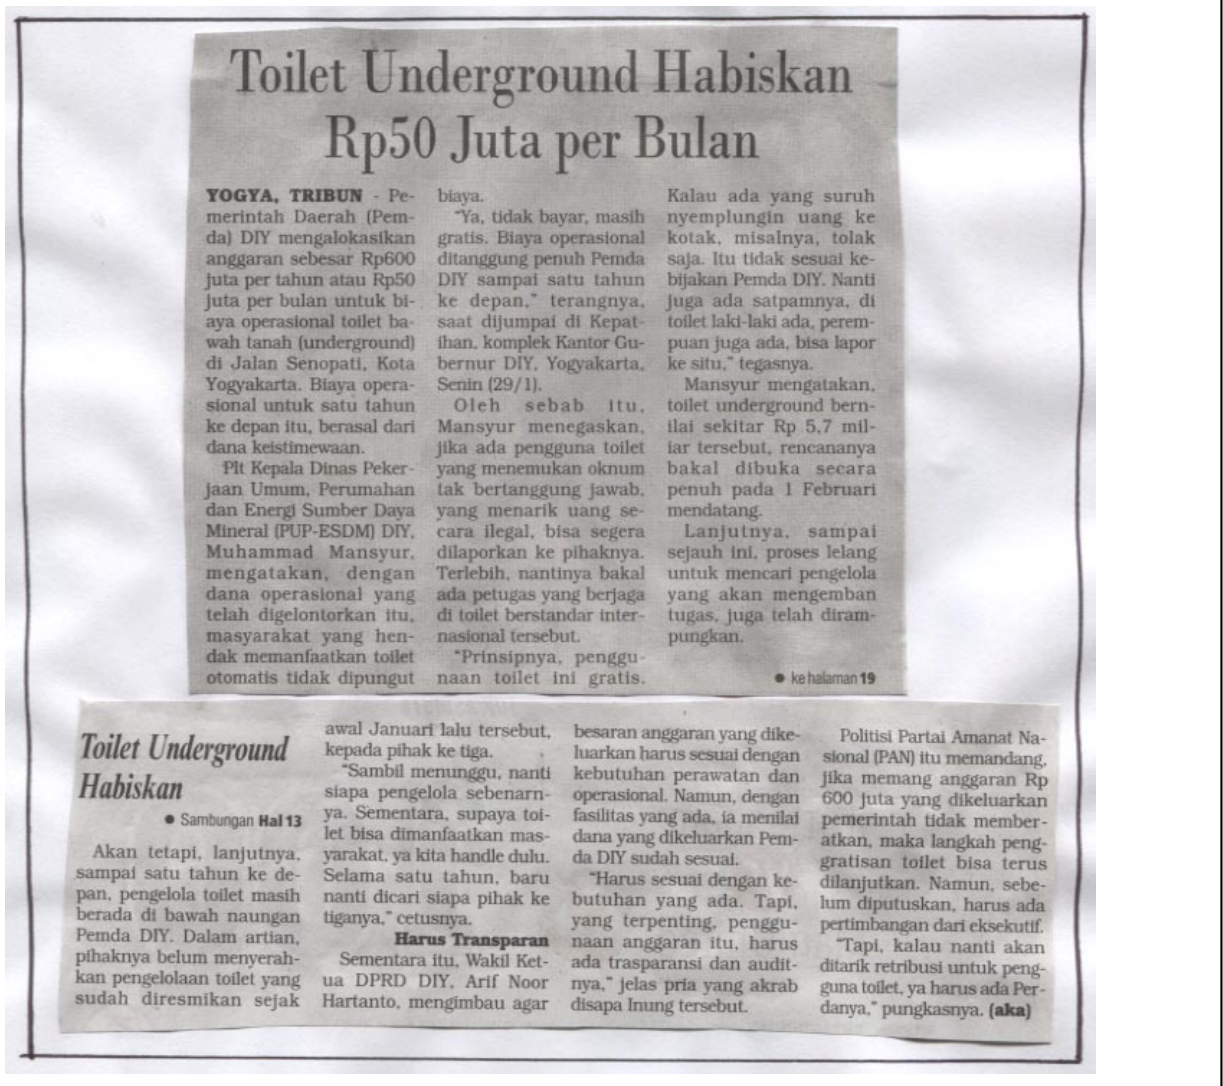 Toilet Underground Habiskan
Rp50 Juta per Bulan
YOGYA, TRIBUN - Pe-
merintah Daerah (Pem-
da) DIY mengalokasikan
anggaran sebesar Rp600
juta per tahun atau Rp50
juta per bulan untuk bi-
aya operasional toilet ba-
wah tanah (underground)
di Jalan Senopati, Kota
Yogyakarta. Biaya opera-
sional untuk satu tahun
ke depan itu, berasal dari
dana keistimewaan.
Plt Kepala Dinas Peker-
jaan Umum, Perumahan
dan Energi Sumber Daya
Mineral (PUP-ESDM) DIY,
Muhammad Mansyur,
mengatakan, dengan
dana operasional yang
telah digelontorkan itu,
masyarakat yang hen-
dak memanfaatkan toilet
otomatis tidak dipungut
biaya.
"Ya, tidak bayar, masih
gratis. Biaya operasional
ditanggung penuh Pemda
DIY sampai satu tahun
ke depan," terangnya,
saat dijumpai di Kepat-
ihan, komplek Kantor Gu-
bernur DIY, Yogyakarta,
Senin (29/1).
Oleh sebab itu,
Mansyur menegaskan,
jika ada pengguna toilet
yang menemukan oknum
tak bertanggung jawab,
yang menarik uang se-
cara ilegal, bisa segera
dilaporkan ke pihaknya.
Terlebih, nantinya bakal
ada petugas yang berjaga
di toilet berstandar inter-
nasional tersebut.
"Prinsipnya, penggu-
naan toilet ini gratis.
Kalau ada yang suruh
nyemplungin uang ke
kotak, misalnya, tolak
saja. Itu tidak sesuai ke-
bijakan Pemda DIY. Nanti
juga ada satpamnya, di
toilet laki-laki ada, perem-
puan juga ada, bisa lapor
ke situ," tegasnya.
Mansyur mengatakan,
toilet underground bern-
ilai sekitar Rp 5,7 mil-
iar tersebut, rencananya
bakal dibuka secara
penuh pada 1 Februari
mendatang.
Lanjutnya, sampai
sejauh ini, proses lelang
untuk mencari pengelola
yang akan mengemban
tugas, juga telah diram-
pungkan.
● ke halaman 19
Toilet Underground
Habiskan
● Sambungan Hal 13
Akan tetapi, lanjutnya,
sampai satu tahun ke de-
pan, pengelola toilet masih
berada di bawah naungan
Pemda DIY. Dalam artian,
pihaknya belum menyerah-
kan pengelolaan toilet yang
sudah diresmikan sejak
awal Januari lalu tersebut,
kepada pihak ke tiga.
"Sambil menunggu, nanti
siapa pengelola sebenarn-
ya. Sementara, supaya toi-
let bisa dimanfaatkan mas-
yarakat, ya kita handle dulu.
Selama satu tahun, baru
nanti dicari siapa pihak ke
tiganya," cetusnya.
Harus Transparan
Sementara itu, Wakil Ket-
ua DPRD DIY, Arif Noor
Hartanto, mengimbau agar
besaran anggaran yang dike-
luarkan harus sesuai dengan
kebutuhan perawatan dan
operasional. Namun, dengan
fasilitas yang ada, ia menilai
dana yang dikeluarkan Pem-
da DIY sudah sesuai.
"Harus sesuai dengan ke-
butuhan yang ada. Tapi,
yang terpenting, penggu-
naan anggaran itu, harus
ada trasparansi dan audit-
nya," jelas pria yang akrab
disapa Inung tersebut.
Politisi Partai Amanat Na-
sional (PAN) itu memandang,
jika memang anggaran Rp
600 juta yang dikeluarkan
pemerintah tidak member-
atkan, maka langkah peng-
gratisan toilet bisa terus
dilanjutkan. Namun, sebe-
lum diputuskan, harus ada
pertimbangan dari eksekutif.
"Tapi, kalau nanti akan
ditarik retribusi untuk peng-
guna toilet, ya harus ada Per-
danya," pungkasnya. (aka)